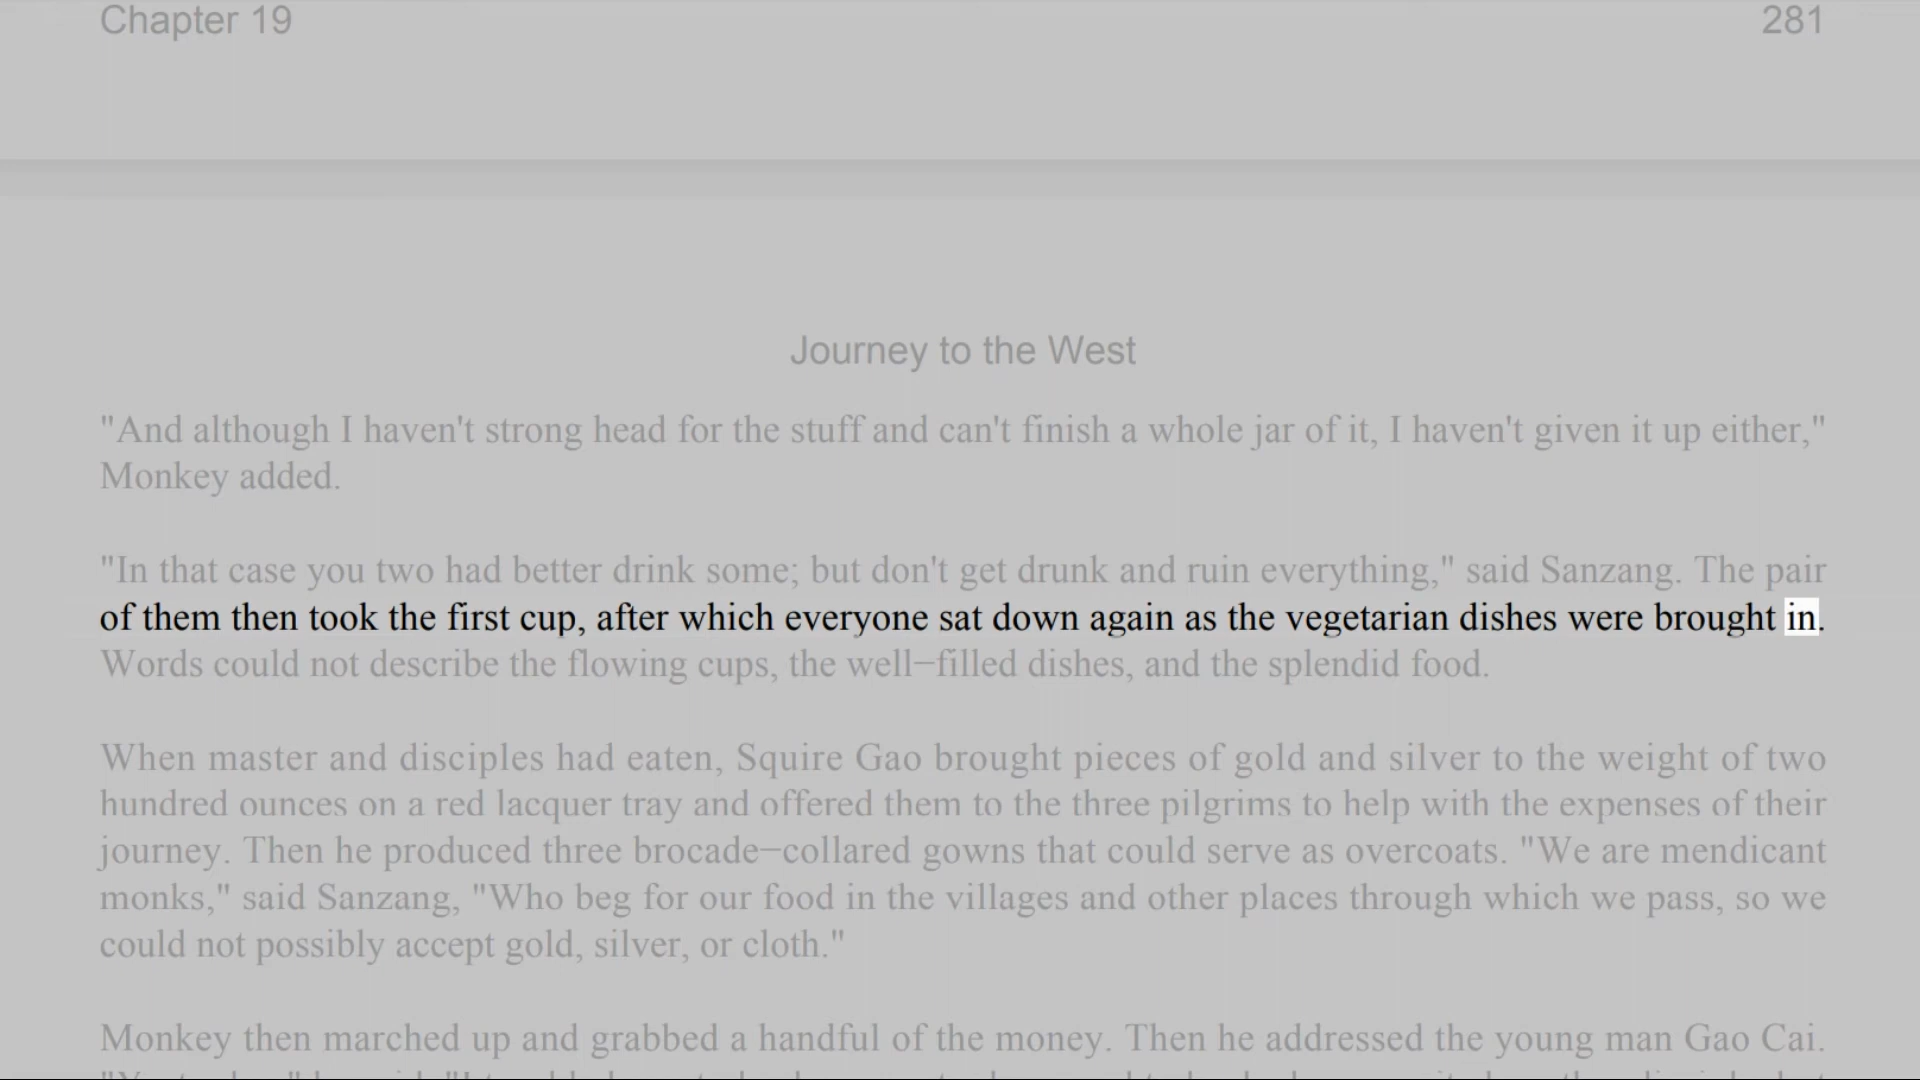 Chapter 19 281
Journey to the West
"And although I haven't strong head for the stuff and can't finish a whole jar of it, I haven't given it up either,"
Monkey added.
"In that case you two had better drink some; but don't get drunk and ruin everything," said Sanzang. The pair
of them then took the first cup, after which everyone sat down again as the vegetarian dishes were brought in.
Words could not describe the flowing cups, the well−filled dishes, and the splendid food.
When master and disciples had eaten, Squire Gao brought pieces of gold and silver to the weight of two
hundred ounces on a red lacquer tray and offered them to the three pilgrims to help with the expenses of their
journey. Then he produced three brocade−collared gowns that could serve as overcoats. "We are mendicant
monks," said Sanzang, "Who beg for our food in the villages and other places through which we pass, so we
could not possibly accept gold, silver, or cloth."
Monkey then marched up and grabbed a handful of the money. Then he addressed the young man Gao Cai.